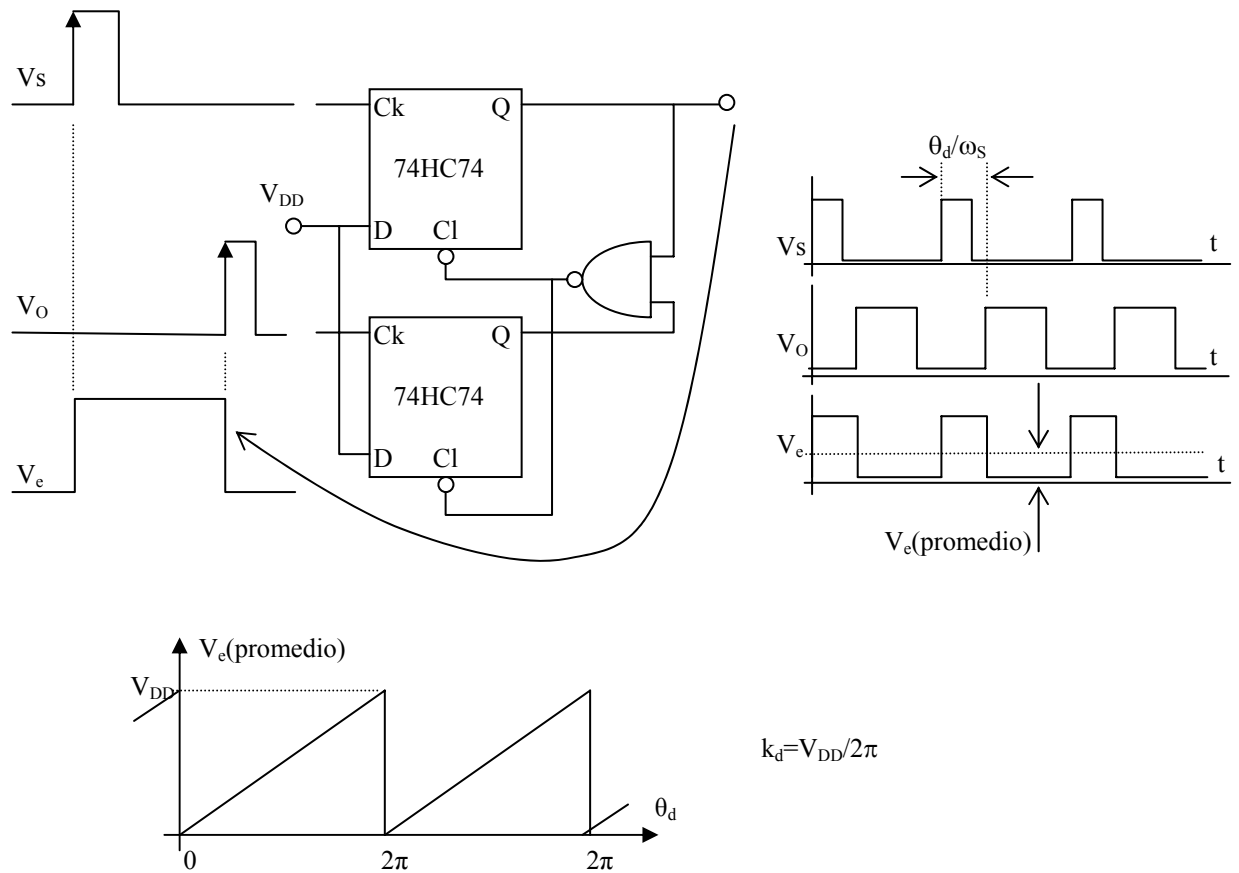 Vs
Ck
Q
74HC74
V_DD
D
Cl
V_O
Ck
Q
74HC74
D
Cl
V_e
θ_d/ω_S
Vs
t
V_O
t
V_e
t
V_e(promedio)
V_e(promedio)
V_DD
θ_d
0
2π
2π
k_d=V_DD/2π